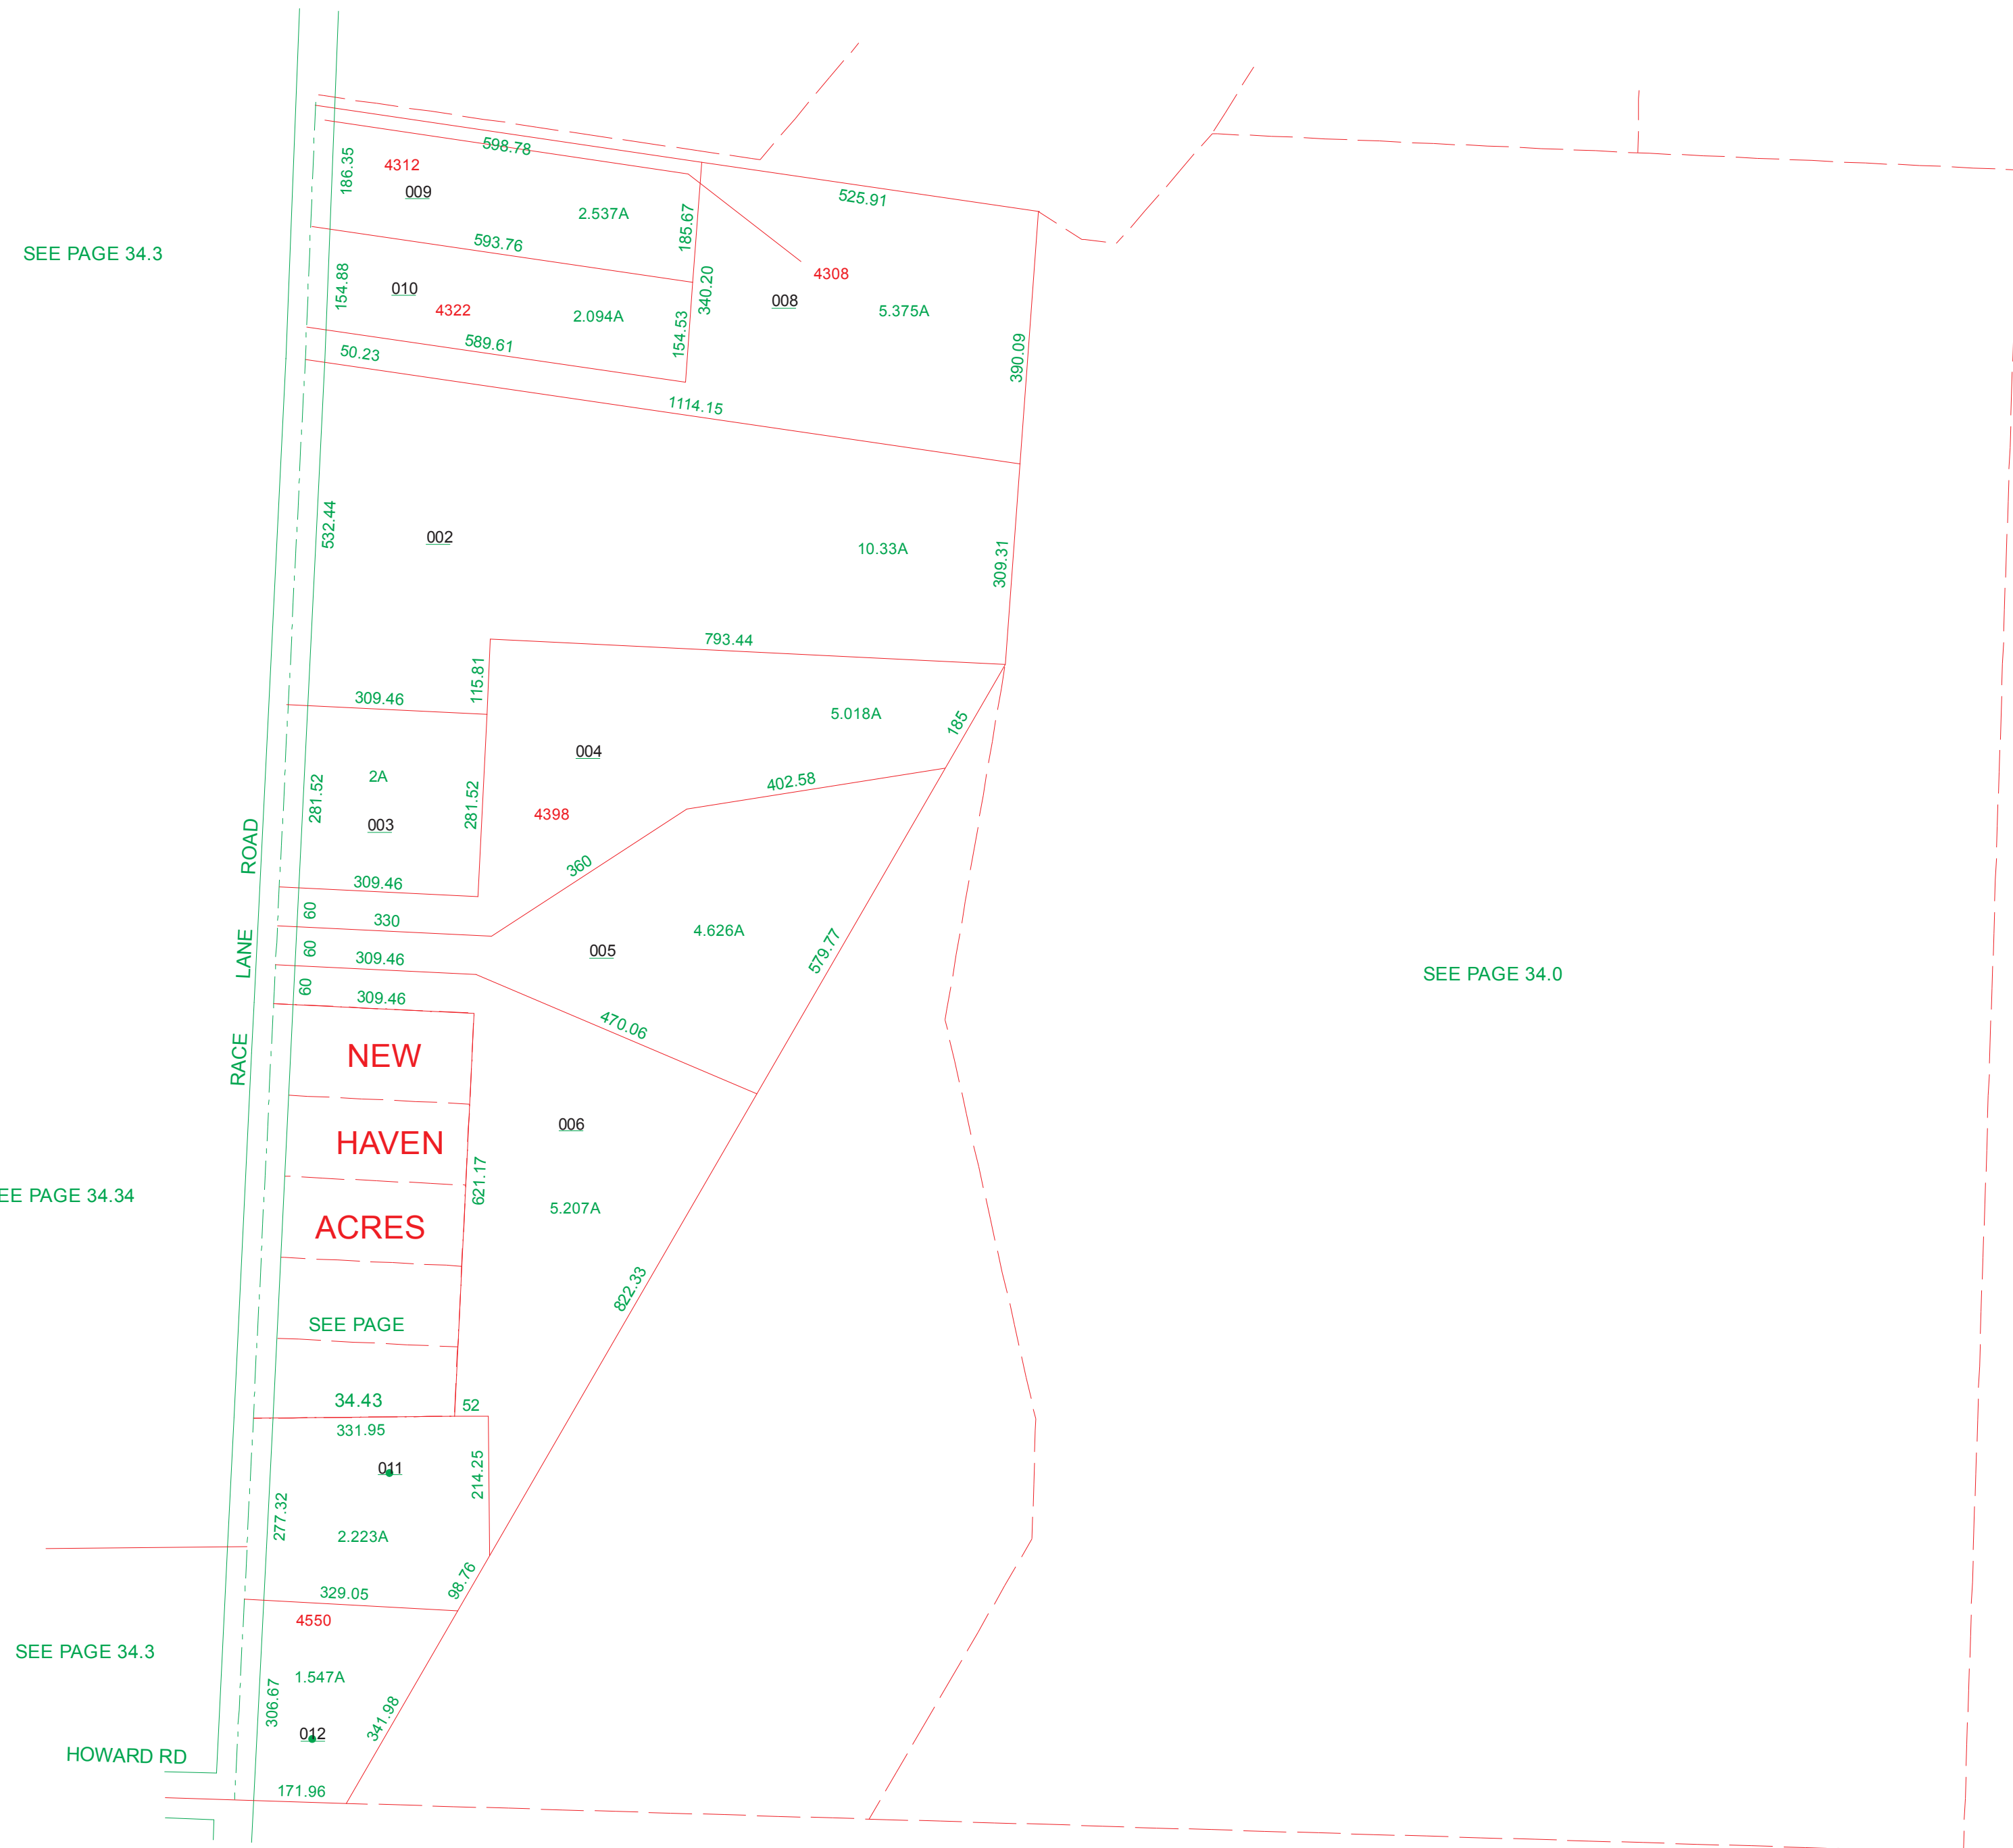 598.78
186.35
4312
009
2.537A
185.67
525.91
SEE PAGE 34.3
593.76
154.88
010
4322
2.094A
340.20
4308
008
5.375A
154.53
589.61
50.23
390.09
1114.15
532.44
002
10.33A
309.31
793.44
115.81
309.46
5.018A
185
004
2A
402.58
281.52
281.52
4398
003
ROAD
360
309.46
60
330
4.626A
60
005
LANE
309.46
579.77
SEE PAGE 34.0
60
309.46
470.06
RACE
NEW
006
HAVEN
621.17
EE PAGE 34.34
5.207A
ACRES
822.33
SEE PAGE
34.43
52
331.95
011
214.25
277.32
2.223A
98.76
329.05
4550
SEE PAGE 34.3
1.547A
306.67
341.98
012
HOWARD RD
171.96